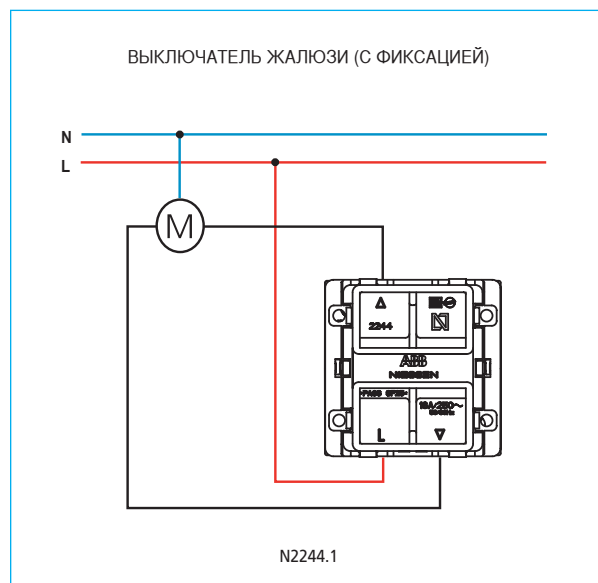 ВЫКЛЮЧАТЕЛЬ ЖАЛЮЗИ (С ФИКСАЦИЕЙ)
N
L
M
2244
N
ABB
NIESSEN
L
N2244.1